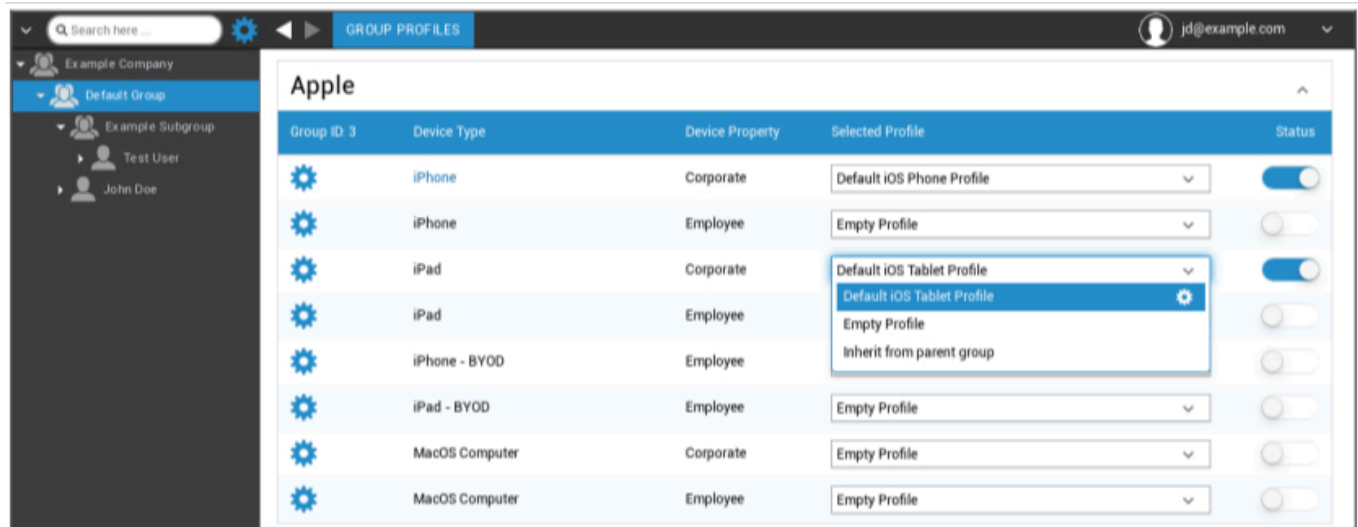 Search here ...
GROUP PROFILES
jd@example.com
Example Company
Default Group
Example Subgroup
Test User
John Doe
Apple
Group ID: 3 Device Type Device Property Selected Profile Status
iPhone Corporate Default iOS Phone Profile
iPhone Employee Empty Profile
iPad Corporate Default iOS Tablet Profile
Default iOS Tablet Profile
iPad Employee
Empty Profile
Inherit from parent group
iPhone - BYOD Employee
iPad - BYOD Employee Empty Profile
MacOS Computer Corporate Empty Profile
MacOS Computer Employee Empty Profile